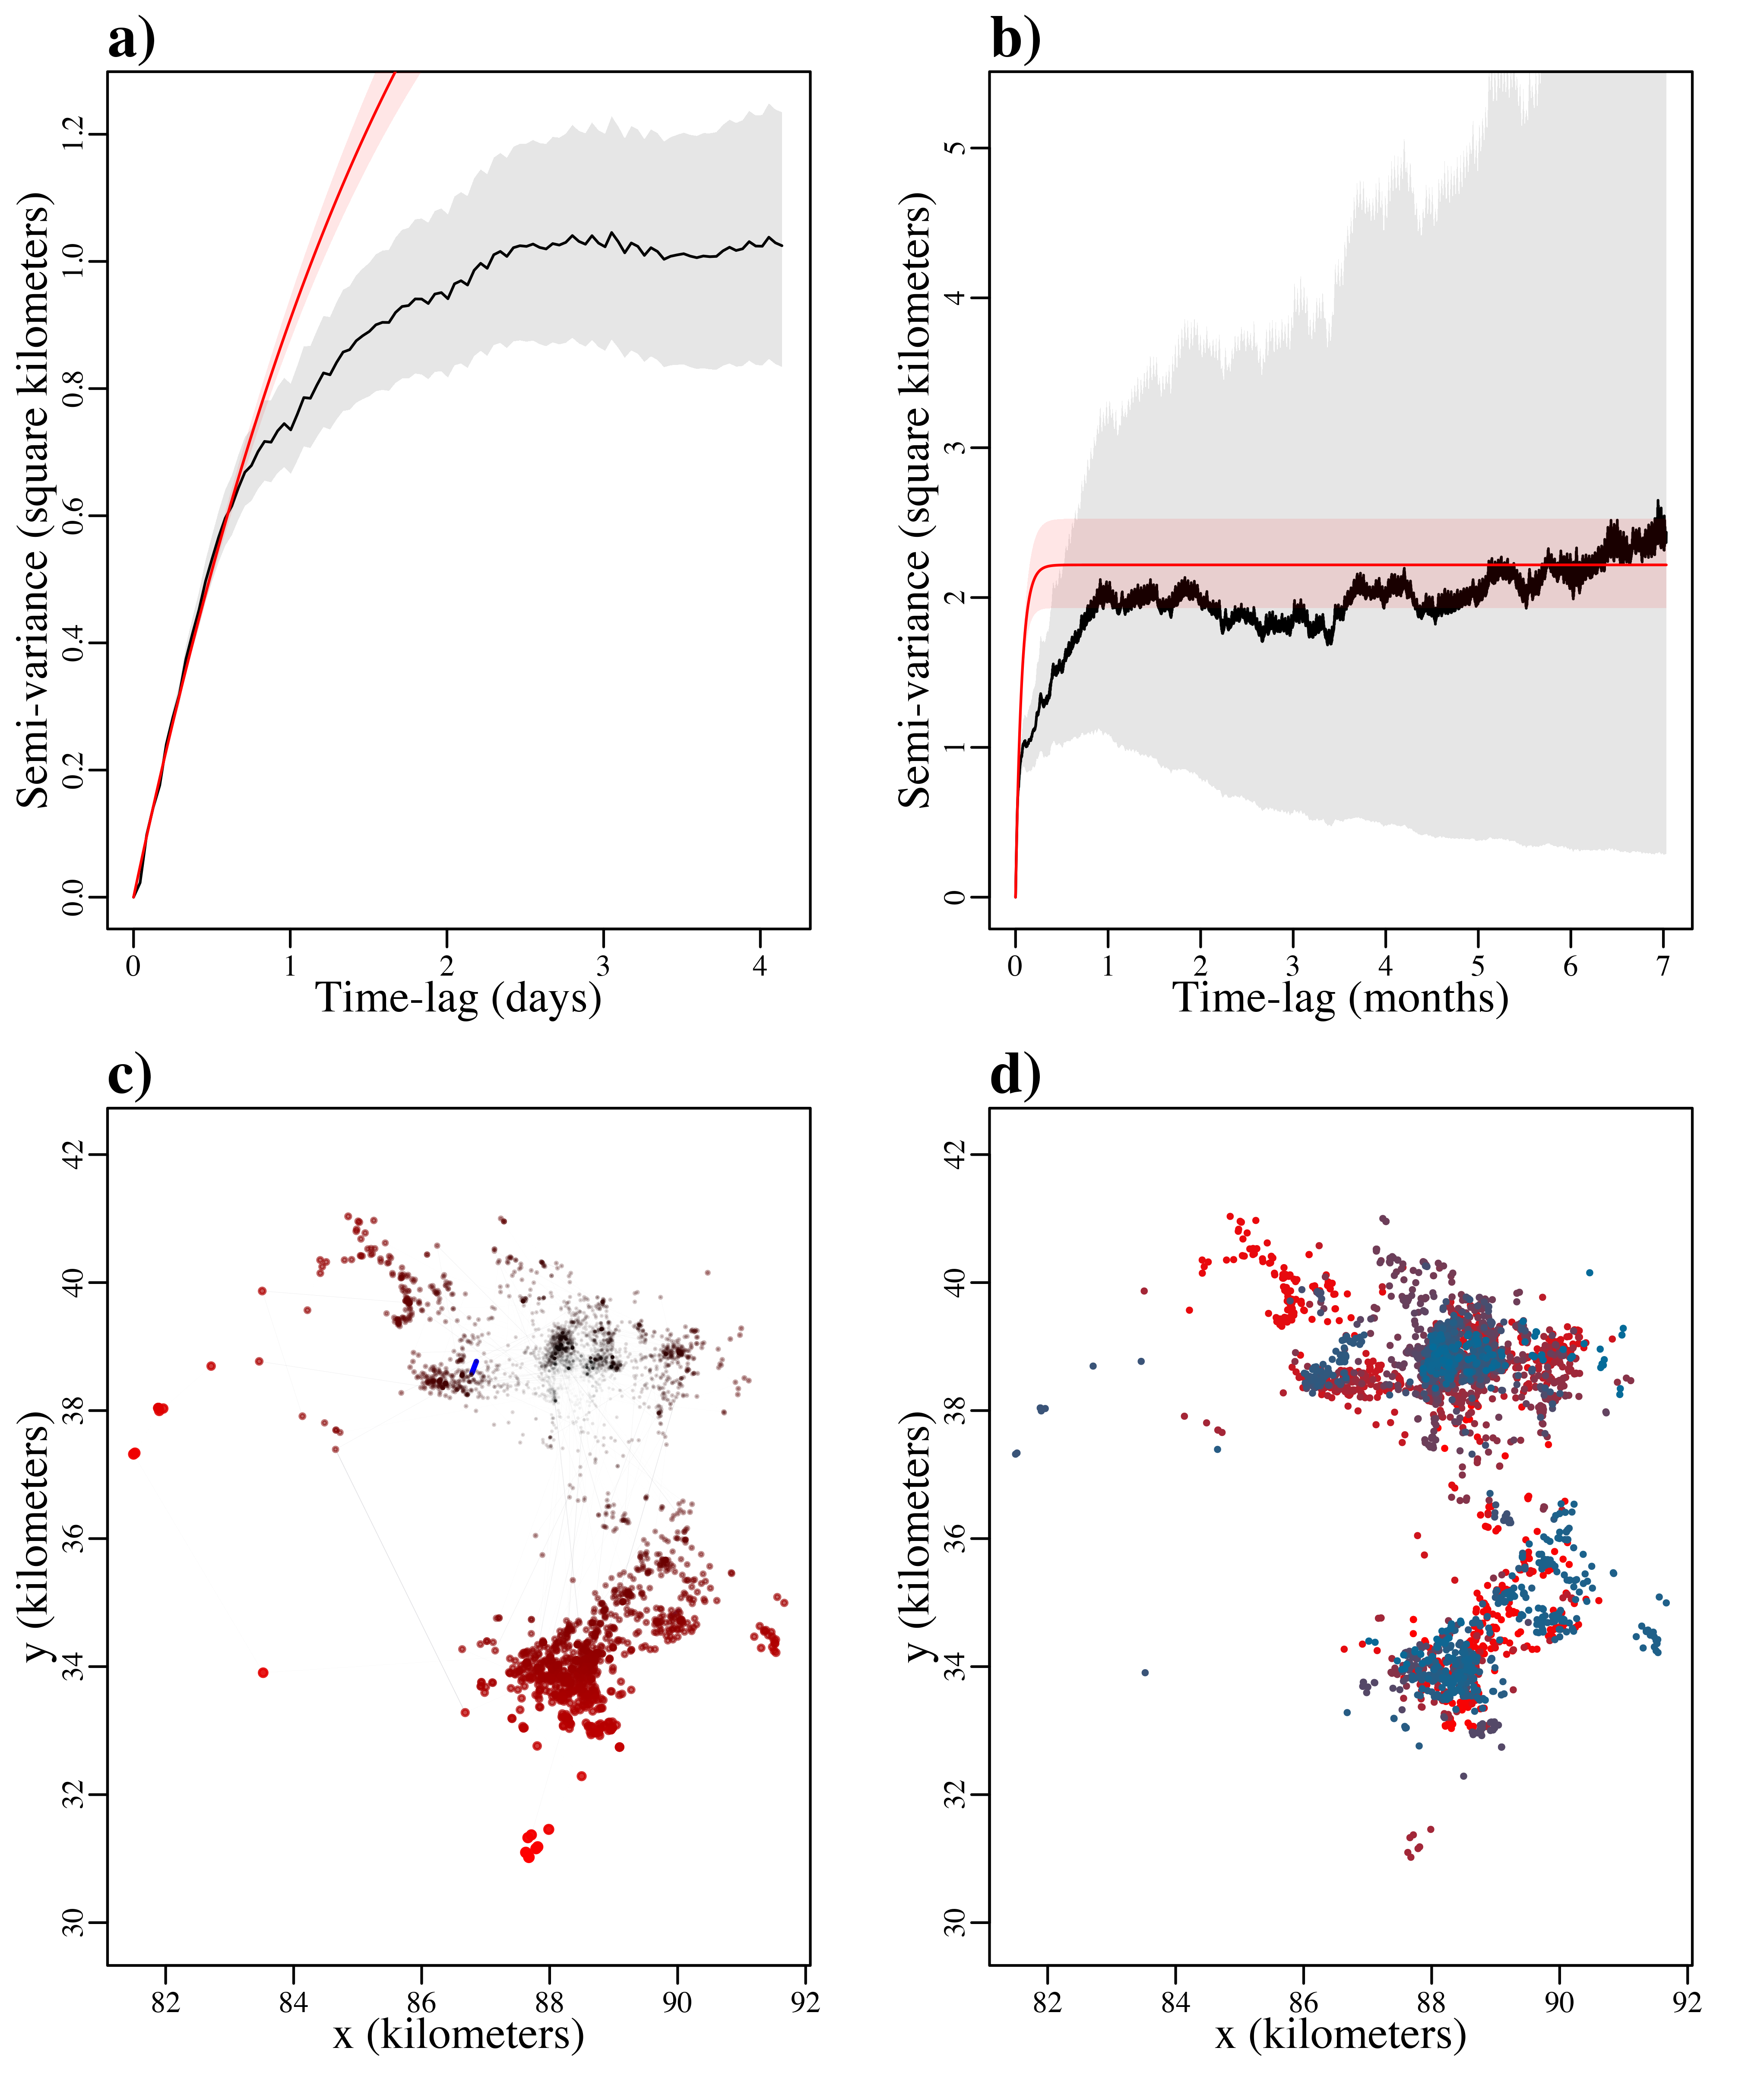 a)
Semi-variance (square kilometers)
0.0 0.2 0.4 0.6 0.8 1.0 1.2
0 1 2 3 4
Time-lag (days)
b)
Semi-variance (square kilometers)
0 1 2 3 4 5
0 1 2 3 4 5 6 7
Time-lag (months)
c)
y (kilometers)
30 32 34 36 38 40 42
82 84 86 88 90 92
x (kilometers)
d)
y (kilometers)
30 32 34 36 38 40 42
82 84 86 88 90 92
x (kilometers)